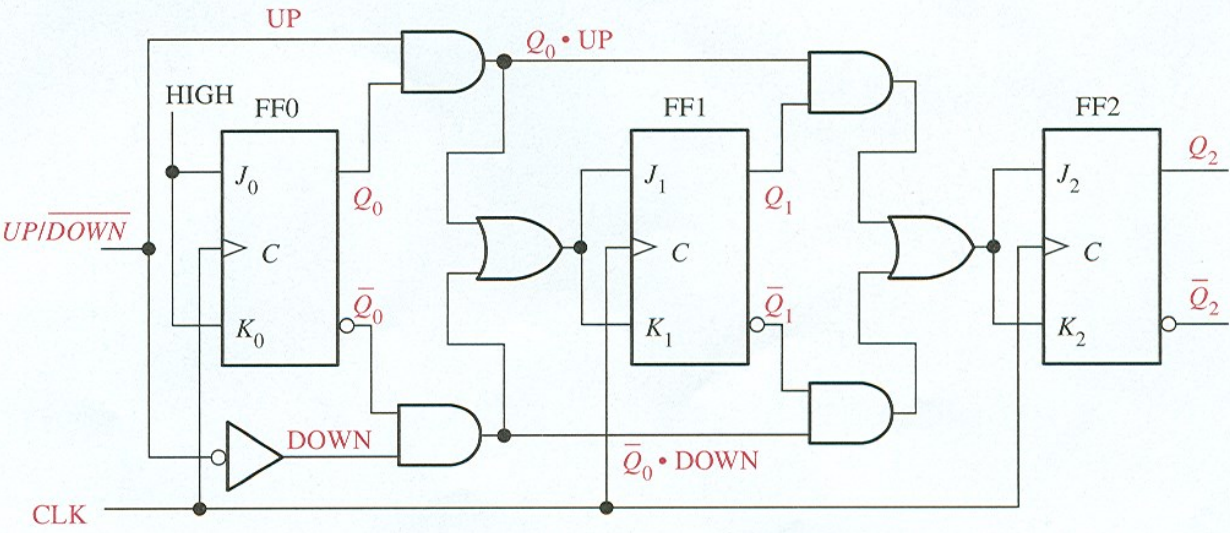 UP
Q₀ • UP
HIGH
FF0
FF1
FF2
J₀
Q₀
J₁
Q₁
J₂
Q₂
UP/D̅O̅W̅N̅
C
C
C
K₀
Q̅₀
K₁
Q̅₁
K₂
Q̅₂
DOWN
Q̅₀ • DOWN
CLK